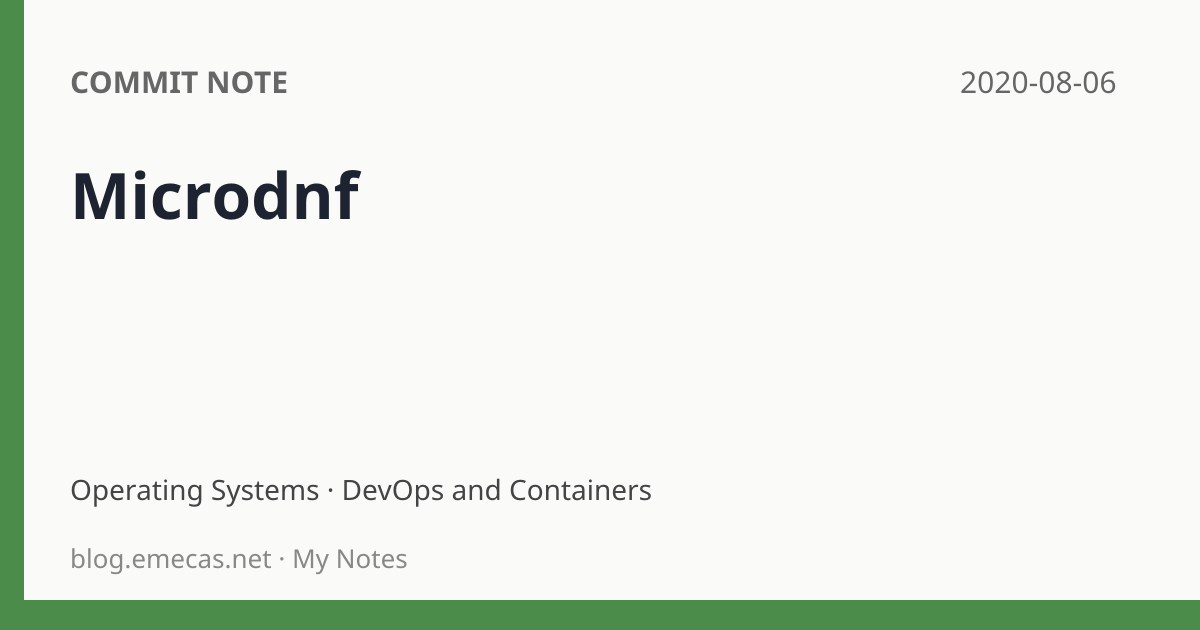 COMMIT NOTE
2020-08-06
Microdnf
Operating Systems · DevOps and Containers
blog.emecas.net · My Notes